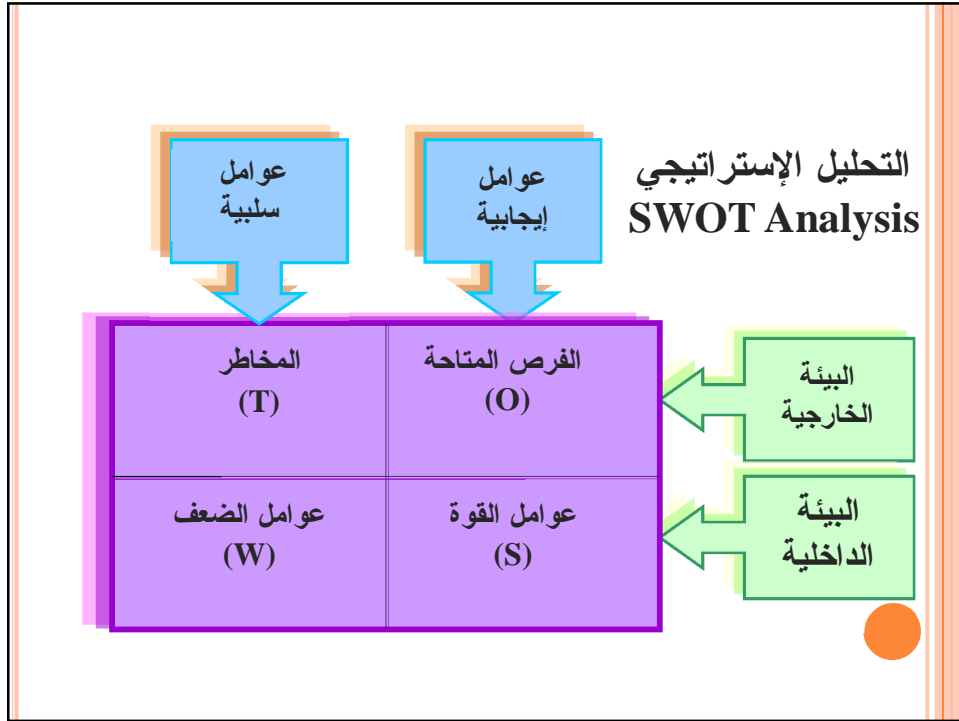 التحليل الإستراتيجي
SWOT Analysis
عوامل
إيجابية
عوامل
سلبية
البيئة
الخارجية
الفرص المتاحة
(O)
المخاطر
(T)
البيئة
الداخلية
عوامل القوة
(S)
عوامل الضعف
(W)